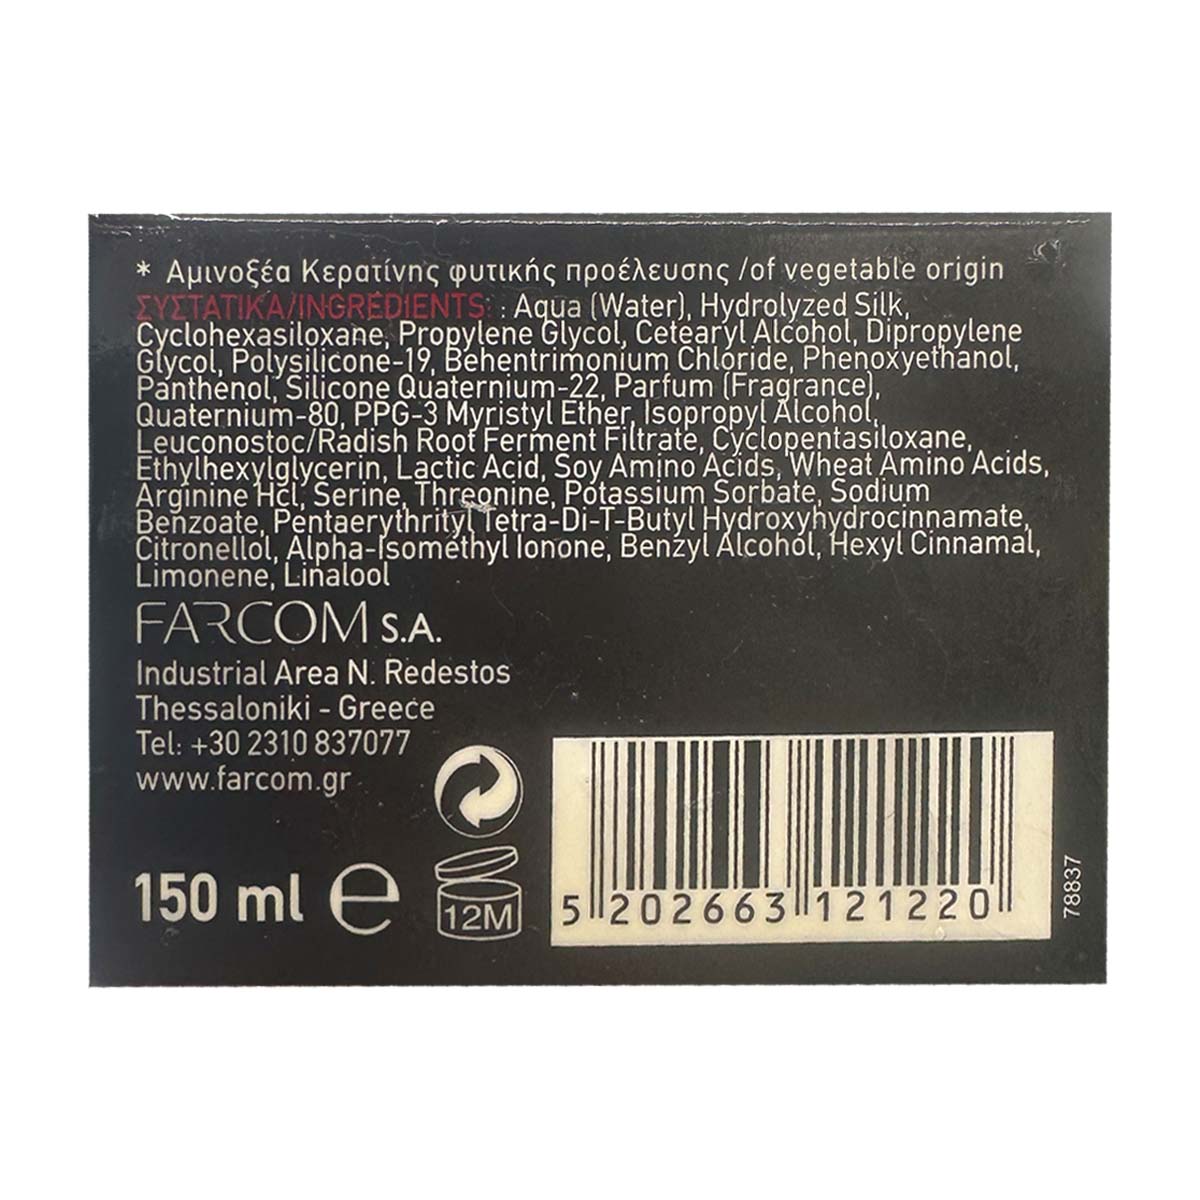 * Αμινοξέα Κερατίνης φυτικής προέλευσης /of vegetable origin
ΣΥΣΤΑΤΙΚΑ/INGREDIENTS: : Aqua (Water), Hydrolyzed Silk,
Cyclohexasiloxane, Propylene Glycol, Cetearyl Alcohol, Dipropylene
Glycol, Polysilicone-19, Behentrimonium Chloride, Phenoxyethanol,
Panthenol, Silicone Quaternium-22, Parfum (Fragrance),
Quaternium-80, PPG-3 Myristyl Ether, Isopropyl Alcohol,
Leuconostoc/Radish Root Ferment Filtrate, Cyclopentasiloxane,
Ethylhexylglycerin, Lactic Acid, Soy Amino Acids, Wheat Amino Acids,
Arginine Hcl, Serine, Threonine, Potassium Sorbate, Sodium
Benzoate, Pentaerythrityl Tetra-Di-T-Butyl Hydroxyhydrocinnamate,
Citronellol, Alpha-Isomethyl Ionone, Benzyl Alcohol, Hexyl Cinnamal,
Limonene, Linalool
FARCOM S.A.
Industrial Area N. Redestos
Thessaloniki - Greece
Tel: +30 2310 837077
www.farcom.gr
150 ml e
12M
5 202663 121220
78837